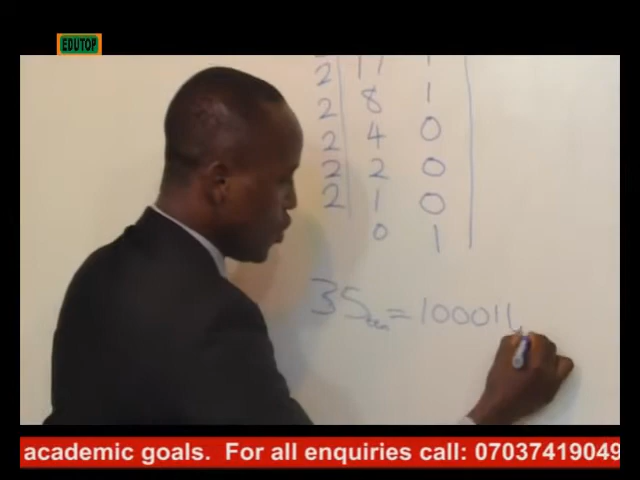 EDUTOP
2 17 1
2 8 1
2 4 0
2 2 0
2 1 0
0 1
35ten = 100011
academic goals. For all enquiries call: 07037419049